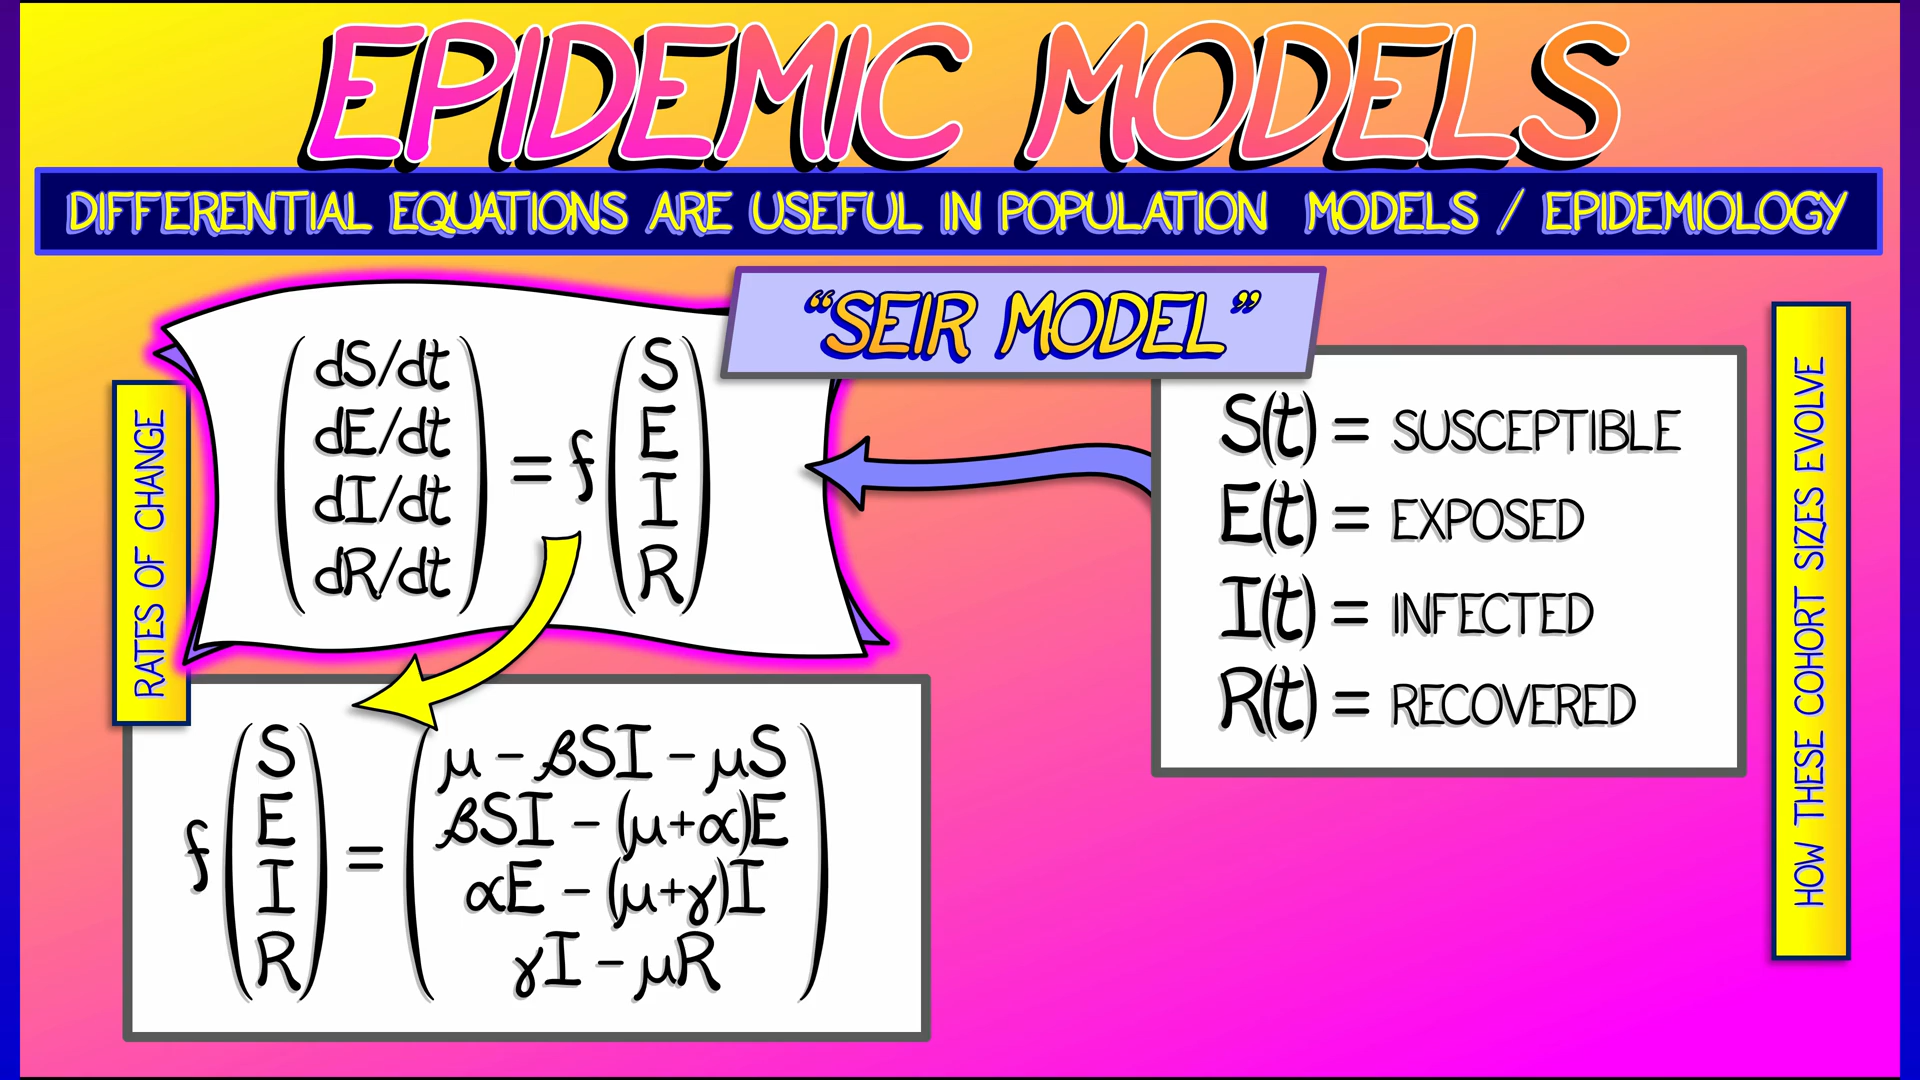 EPIDEMIC MODELS
DIFFERENTIAL EQUATIONS ARE USEFUL IN POPULATION MODELS / EPIDEMIOLOGY
"SEIR MODEL"
RATES OF CHANGE
dS/dt
dE/dt
dI/dt
dR/dt
= f
S
E
I
R
S(t) = SUSCEPTIBLE
E(t) = EXPOSED
I(t) = INFECTED
R(t) = RECOVERED
HOW THESE COHORT SIZES EVOLVE
f
S
E
I
R
=
μ - βSI - μS
βSI - (μ+α)E
αE - (μ+γ)I
γI - μR